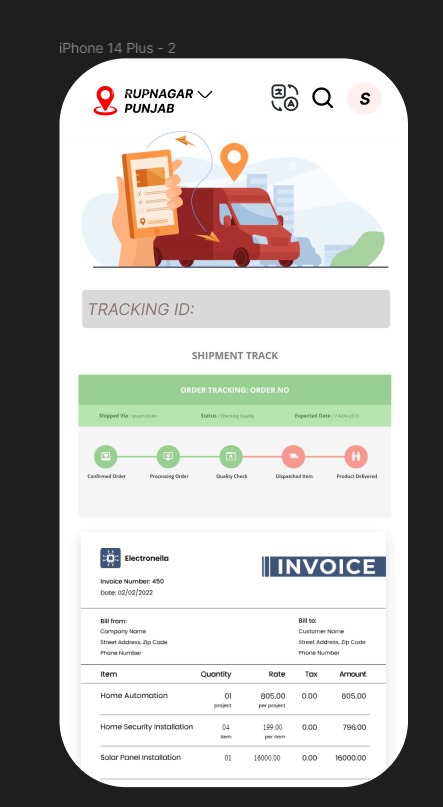 iPhone 14 Plus - 2
RUPNAGAR
PUNJAB
S
TRACKING ID:
SHIPMENT TRACK
ORDER TRACKING: ORDER NO
Shipped Via : Ipsum Dolor
Status : Checking Quality
Expected Date : 7-NOV-2015
Confirmed Order
Processing Order
Quality Check
Dispatched Item
Product Delivered
Electronella
INVOICE
Invoice Number: 450
Date: 02/02/2022
Bill from:
Company Name
Street Address, Zip Code
Phone Number
Bill to:
Customer Name
Street Address, Zip Code
Phone Number
Item Quantity Rate Tax Amount
Home Automation 01 805.00 0.00 805.00
project per project
Home Security Installation 04 199.00 0.00 796.00
item per item
Solar Panel Installation 01 16000.00 0.00 16000.00